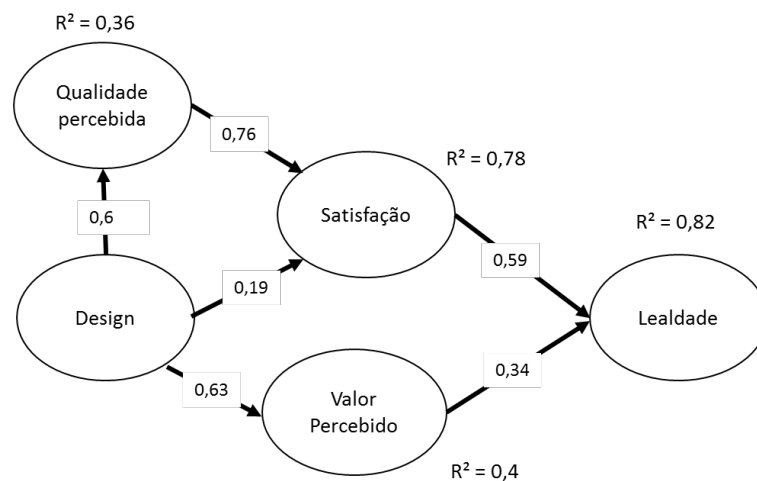 R² = 0,36
Qualidade
percebida
0,76
R² = 0,78
Satisfação
R² = 0,82
0,6
0,59
Design
0,19
Lealdade
0,63
0,34
Valor
Percebido
R² = 0,4